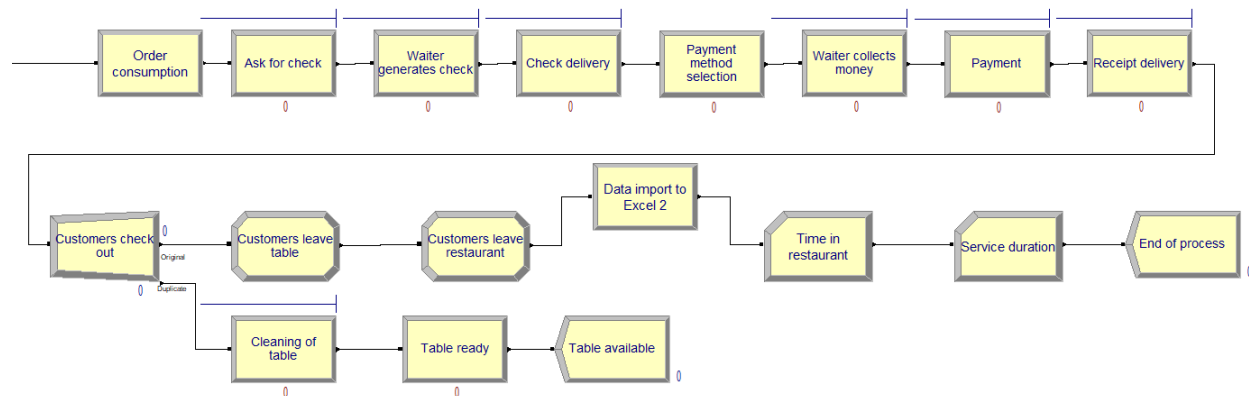 Order
consumption
Ask for check
0
Waiter
generates check
0
Check delivery
0
Payment
method
selection
0
Waiter collects
money
0
Payment
0
Receipt delivery
0
Customers check
out
0
Original
0
Duplicate
Customers leave
table
Customers leave
restaurant
Data import to
Excel 2
Time in
restaurant
Service duration
End of process
0
Cleaning of
table
0
Table ready
0
Table available
0